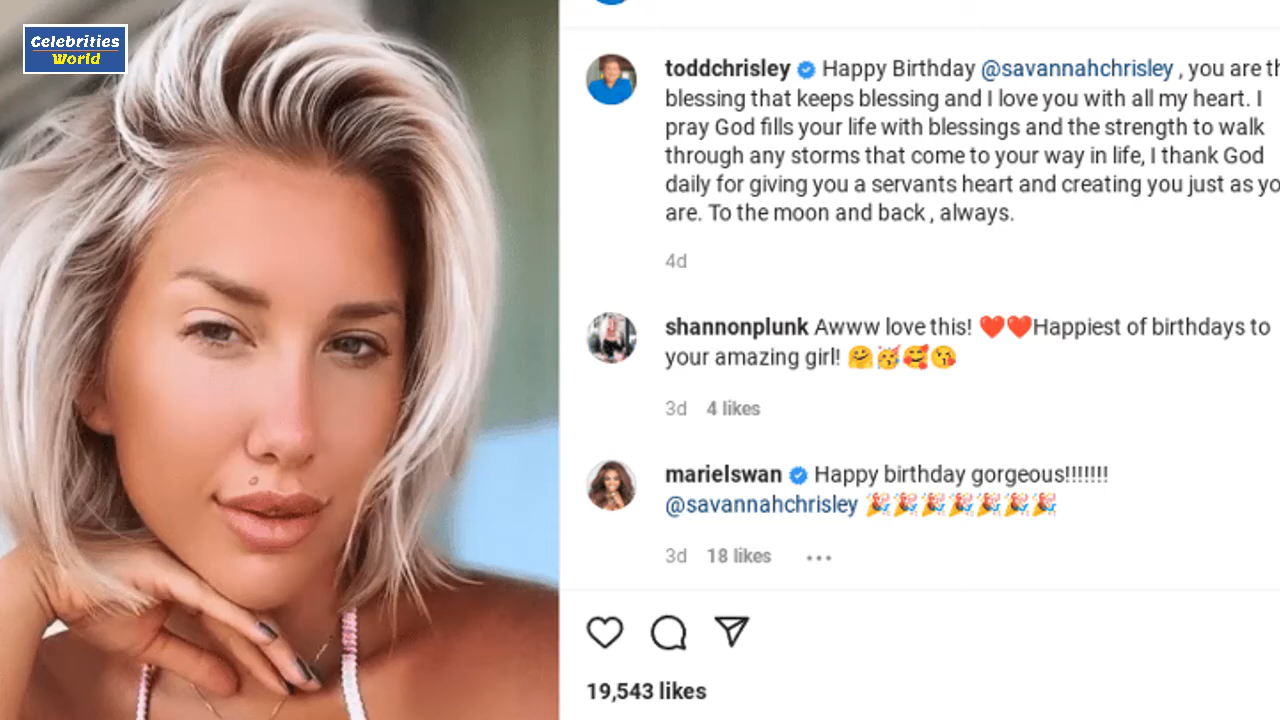 Celebrities
World
toddchrisley Happy Birthday @savannahchrisley , you are th
blessing that keeps blessing and I love you with all my heart. I
pray God fills your life with blessings and the strength to walk
through any storms that come to your way in life, I thank God
daily for giving you a servants heart and creating you just as yo
are. To the moon and back , always.
4d
shannonplunk Awww love this! ❤️❤️Happiest of birthdays to
your amazing girl! 🤗🥳🥰😘
3d 4 likes
marielswan Happy birthday gorgeous!!!!!!!
@savannahchrisley 🎉🎉🎉🎉🎉🎉🎉
3d 18 likes •••
19,543 likes